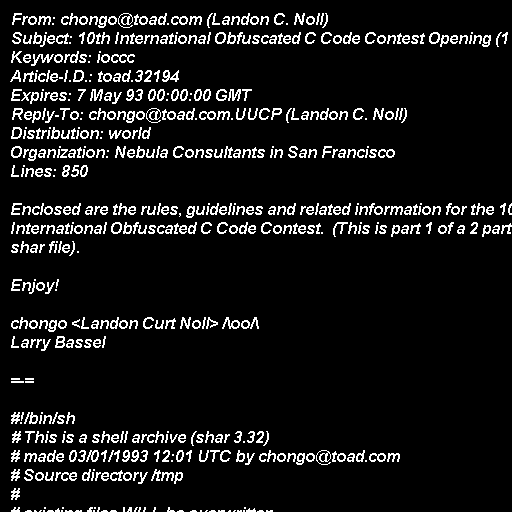 From: chongo@toad.com (Landon C. Noll)
Subject: 10th International Obfuscated C Code Contest Opening (1
Keywords: ioccc
Article-I.D.: toad.32194
Expires: 7 May 93 00:00:00 GMT
Reply-To: chongo@toad.com.UUCP (Landon C. Noll)
Distribution: world
Organization: Nebula Consultants in San Francisco
Lines: 850

Enclosed are the rules, guidelines and related information for the 10
International Obfuscated C Code Contest.  (This is part 1 of a 2 part
shar file).

Enjoy!

chongo <Landon Curt Noll> /\oo/\
Larry Bassel

=-=

#!/bin/sh
# This is a shell archive (shar 3.32)
# made 03/01/1993 12:01 UTC by chongo@toad.com
# Source directory /tmp
#
# existing files WILL be overwritten